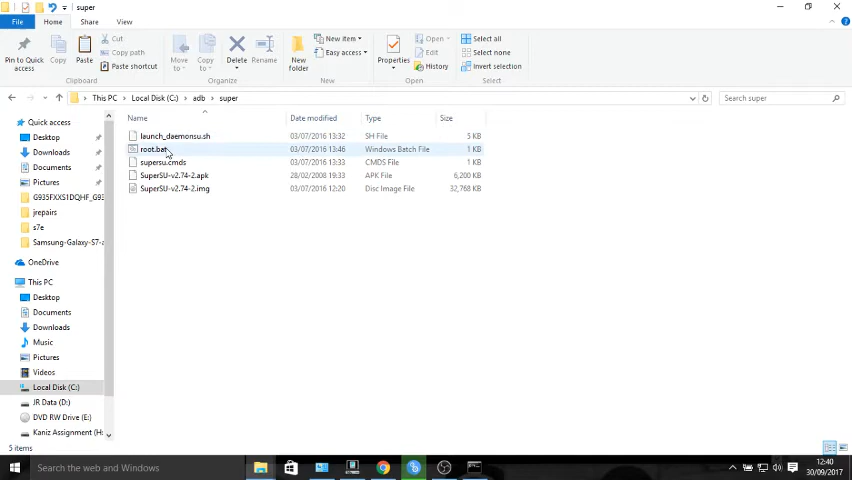 super
File
Home
Share
View
Pin to Quick access
Copy
Paste
Cut
Copy path
Paste shortcut
Clipboard
Move to
Copy to
Delete
Rename
Organize
New folder
New item
Easy access
New
Properties
Open
Edit
History
Open
Select all
Select none
Invert selection
Select
This PC
Local Disk (C:)
adb
super
Search super
Name
Date modified
Type
Size
launch_daemonsu.sh 03/07/2016 13:32 SH File 5 KB
root.bat 03/07/2016 13:46 Windows Batch File 1 KB
supersu.cmds 03/07/2016 13:33 CMDS File 1 KB
SuperSU-v2.74-2.apk 28/02/2008 19:33 APK File 6,200 KB
SuperSU-v2.74-2.img 03/07/2016 12:20 Disc Image File 32,768 KB
Quick access
Desktop
Downloads
Documents
Pictures
G935FXXS1DQHF_G93
jrepairs
s7e
Samsung-Galaxy-S7-a
OneDrive
This PC
Desktop
Documents
Downloads
Music
Pictures
Videos
Local Disk (C:)
JR Data (D:)
DVD RW Drive (E:)
Kaniz Assignment (H:
5 items
Search the web and Windows
12:40
30/09/2017